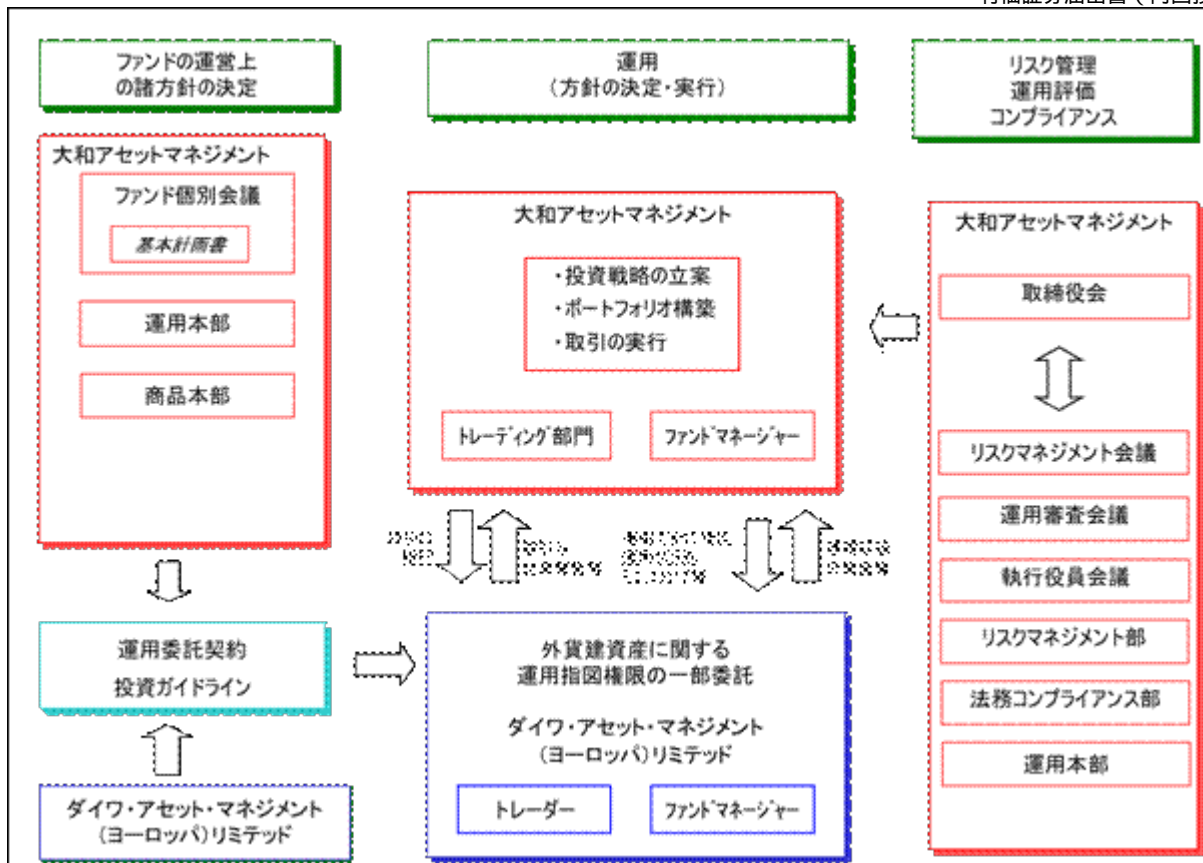 有価証券届出書
ファンドの運営上
の諸方針の決定
運用
(方針の決定・実行)
リスク管理
運用評価
コンプライアンス
大和アセットマネジメント
ファンド個別会議
基本計画書
運用本部
商品本部
大和アセットマネジメント
・投資戦略の立案
・ポートフォリオ構築
・取引の実行
トレーディング部門
ファンドマネージャー
大和アセットマネジメント
取締役会
リスクマネジメント会議
運用審査会議
執行役員会議
リスクマネジメント部
法務コンプライアンス部
運用本部
運用委託契約
投資ガイドライン
外貨建資産に関する
運用指図権限の一部委託
ダイワ・アセット・マネジメント
(ヨーロッパ)リミテッド
トレーダー
ファンドマネージャー
ダイワ・アセット・マネジメント
(ヨーロッパ)リミテッド